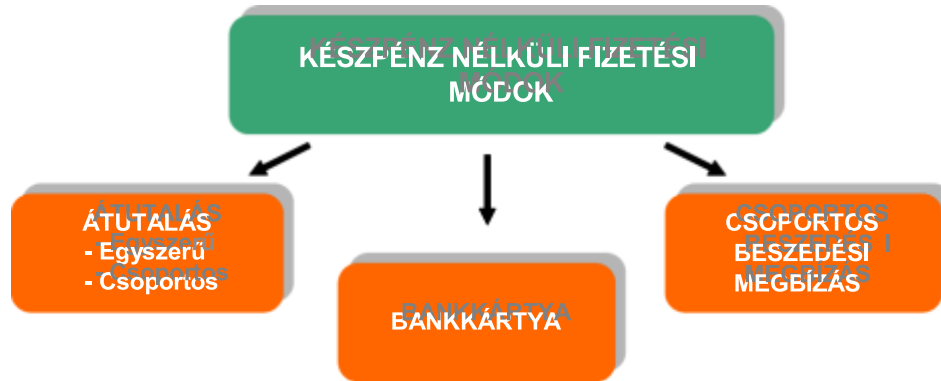 KÉSZPÉNZ NÉLKÜLI FIZETÉSI
MÓDOK
ÁTUTALÁS
- Egyszerű
- Csoportos
BANKKÁRTYA
CSOPORTOS
BESZEDÉSI
MEGBÍZÁS